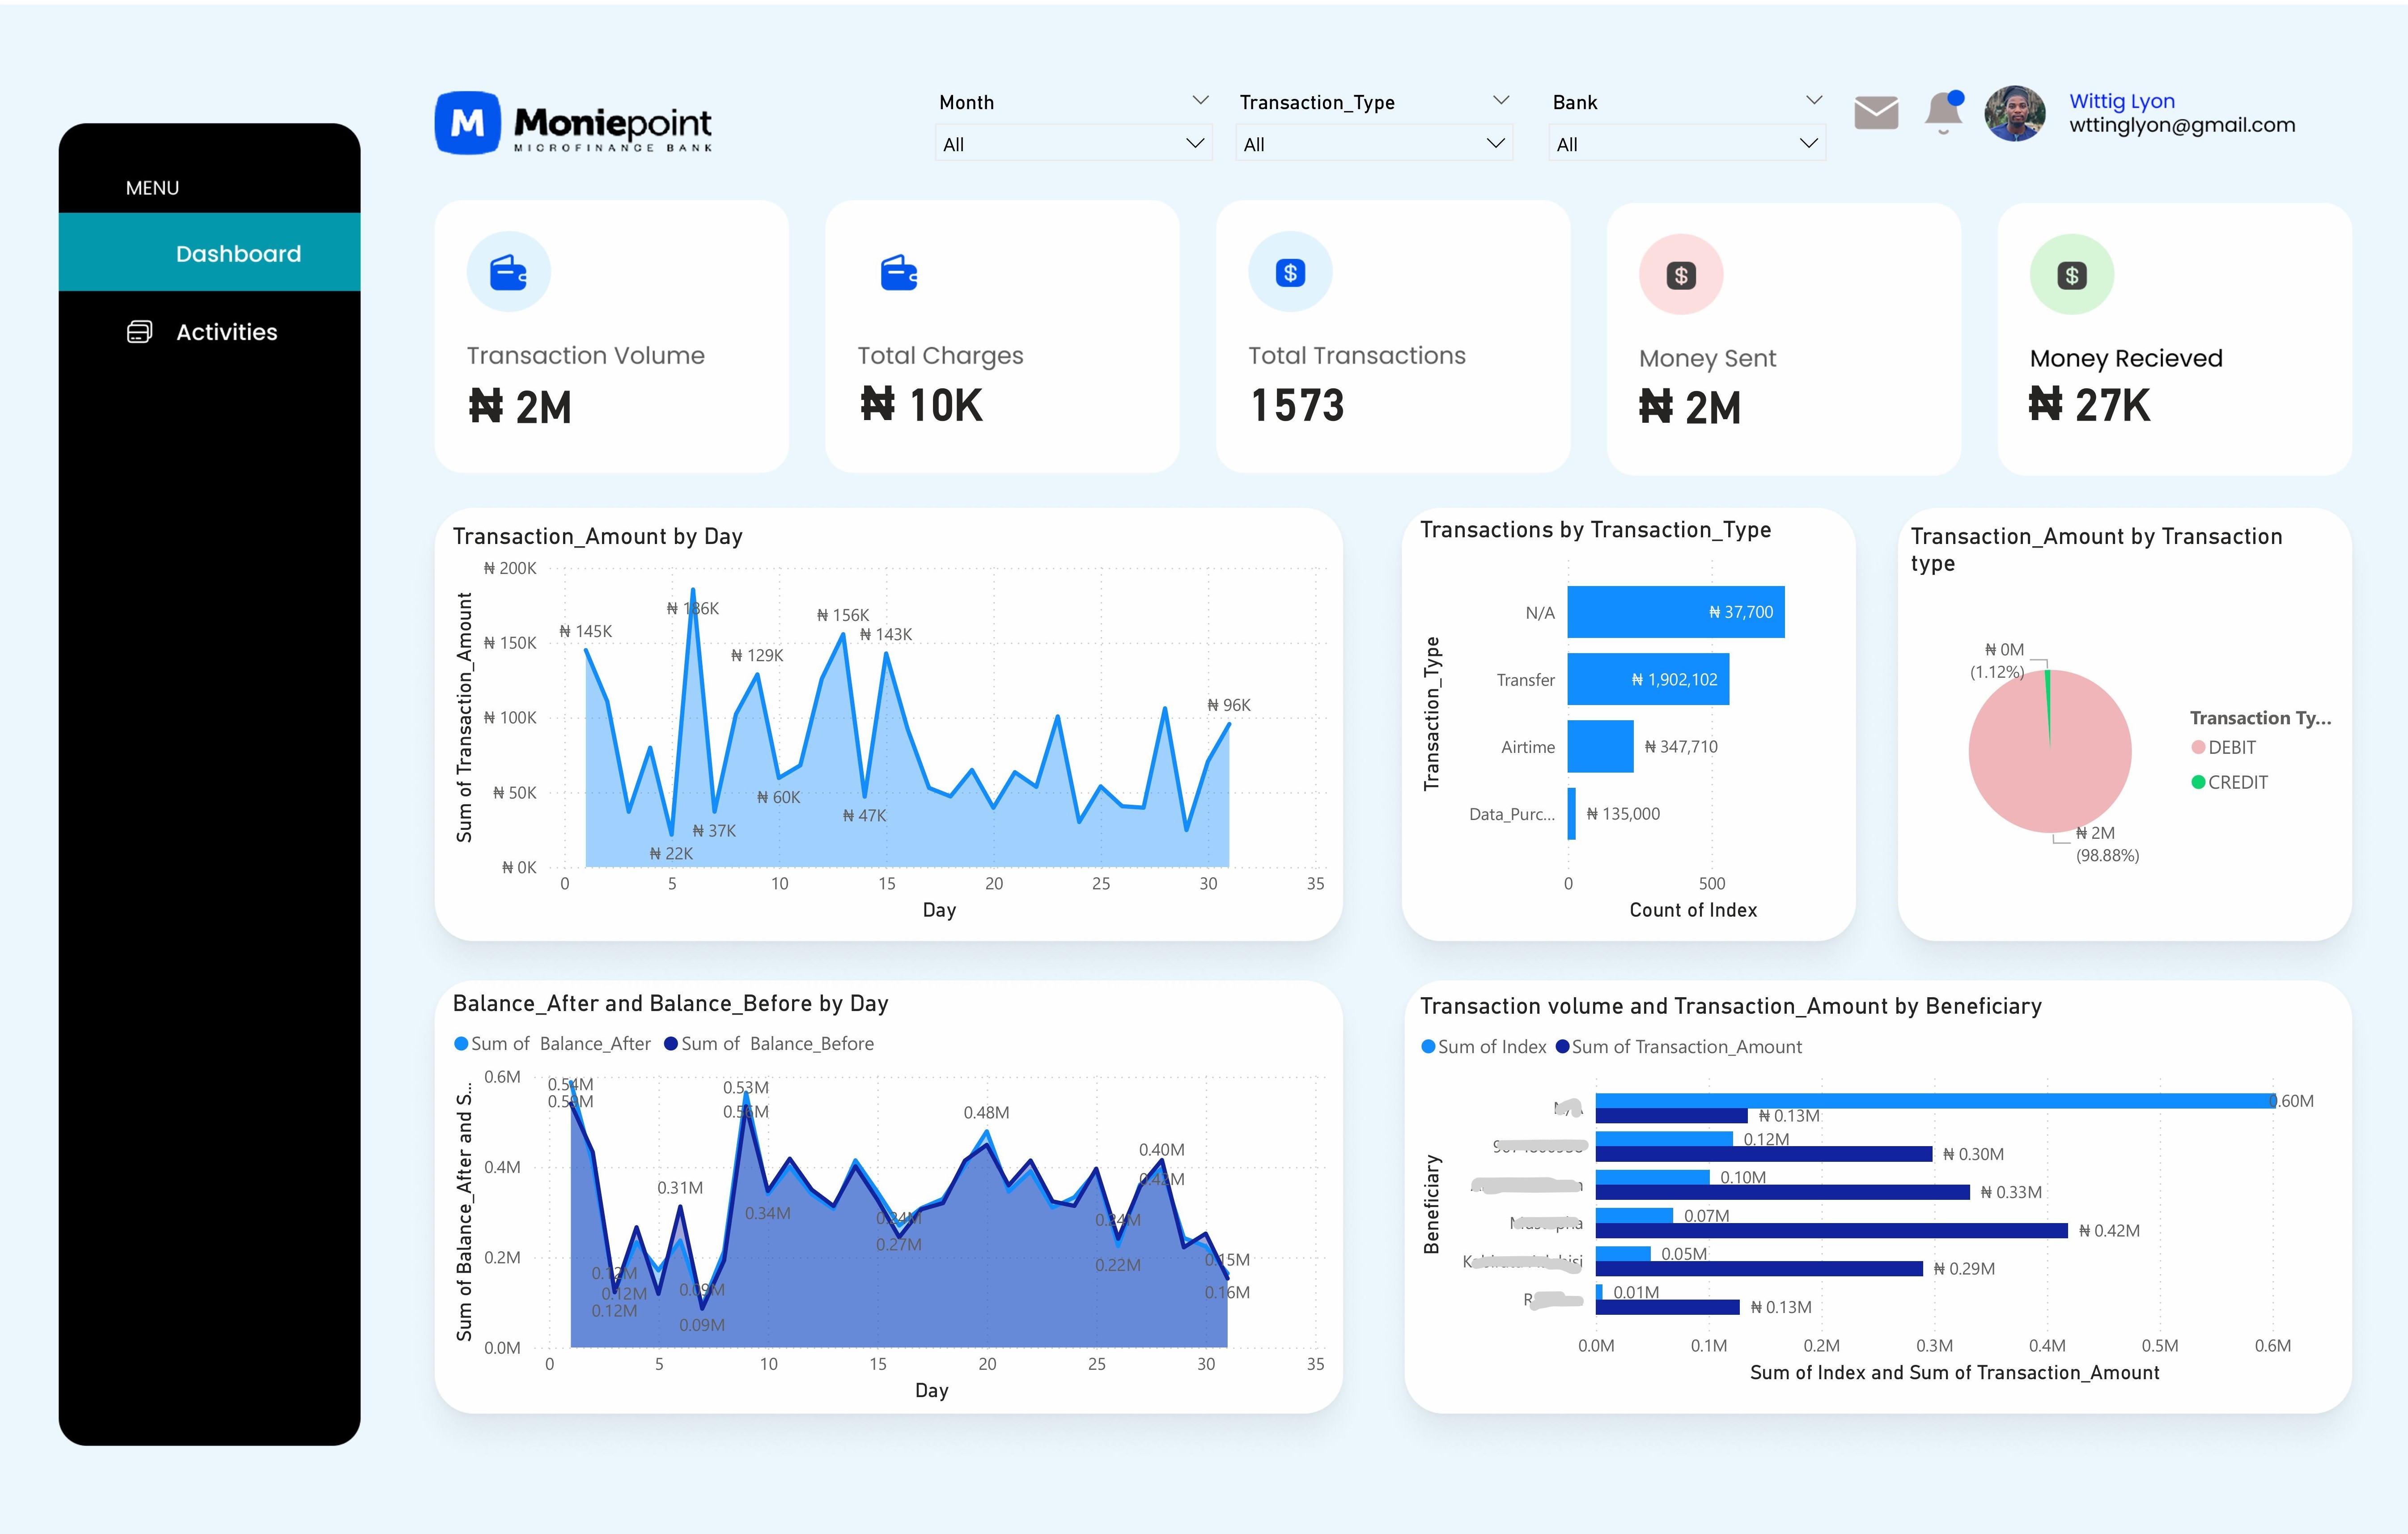 M Moniepoint
MICROFINANCE BANK
Month
All
Transaction_Type
All
Bank
All
Wittig Lyon
wttinglyon@gmail.com
MENU
Dashboard
Activities
Transaction Volume
₦ 2M
Total Charges
₦ 10K
Total Transactions
1573
Money Sent
₦ 2M
Money Recieved
₦ 27K
Transaction_Amount by Day
Sum of Transaction_Amount
₦ 200K
₦ 150K
₦ 100K
₦ 50K
₦ 0K
₦ 145K
₦ 186K
₦ 129K
₦ 156K
₦ 143K
₦ 96K
₦ 60K
₦ 47K
₦ 37K
₦ 22K
0 5 10 15 20 25 30 35
Day
Transactions by Transaction_Type
Transaction_Type
N/A ₦ 37,700
Transfer ₦ 1,902,102
Airtime ₦ 347,710
Data_Purc... ₦ 135,000
0 500
Count of Index
Transaction_Amount by Transaction
type
₦ 0M
(1.12%)
₦ 2M
(98.88%)
Transaction Ty...
DEBIT
CREDIT
Balance_After and Balance_Before by Day
Sum of Balance_After Sum of Balance_Before
Sum of Balance_After and S...
0.6M
0.4M
0.2M
0.0M
0.54M
0.59M
0.53M
0.56M
0.48M
0.40M
0.42M
0.31M
0.34M
0.24M
0.27M
0.24M
0.22M
0.15M
0.16M
0.12M
0.12M
0.12M
0.09M
0.09M
0 5 10 15 20 25 30 35
Day
Transaction volume and Transaction_Amount by Beneficiary
Sum of Index Sum of Transaction_Amount
Beneficiary
0.60M
₦ 0.13M
0.12M
₦ 0.30M
0.10M
₦ 0.33M
0.07M
₦ 0.42M
0.05M
₦ 0.29M
0.01M
₦ 0.13M
0.0M 0.1M 0.2M 0.3M 0.4M 0.5M 0.6M
Sum of Index and Sum of Transaction_Amount